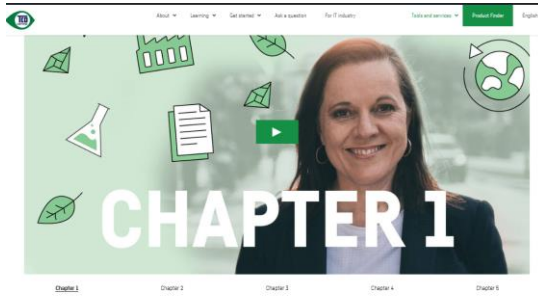 TCO
About Learning Get started Ask a question For IT industry Tools and services Product Finder English
CHAPTER 1
Chapter 1 Chapter 2 Chapter 3 Chapter 4 Chapter 5